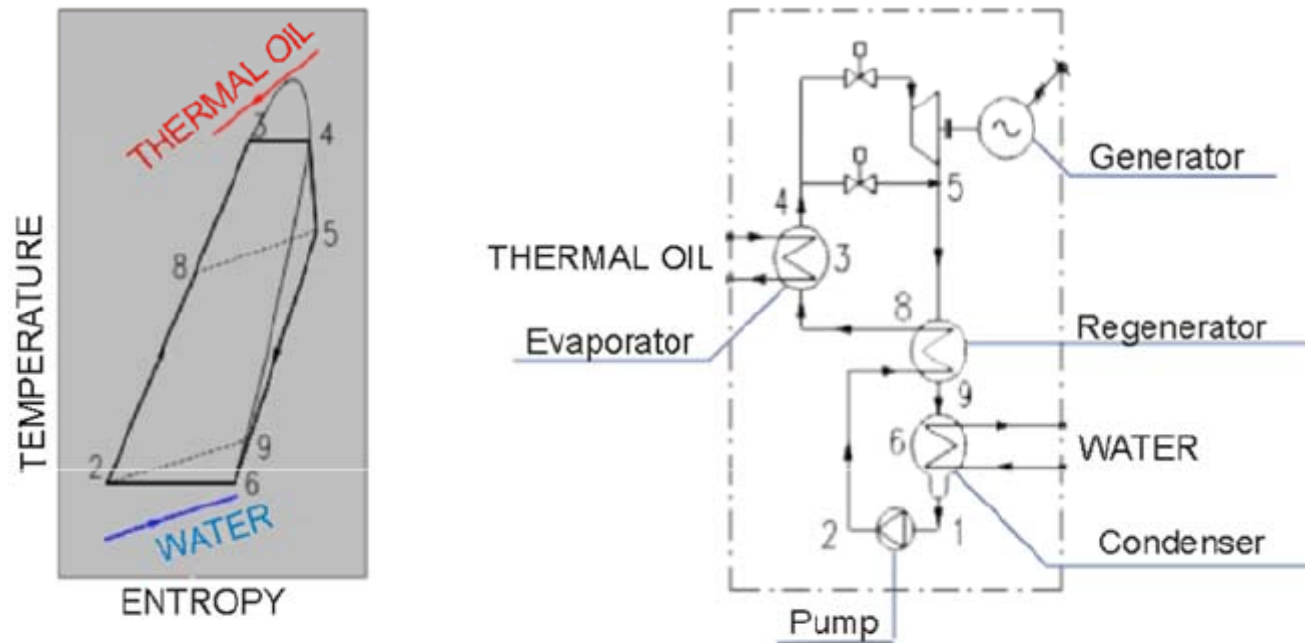 TEMPERATURE
ENTROPY
THERMAL OIL
3
4
5
8
9
2
6
WATER
4
5
THERMAL OIL
3
8
Evaporator
9
6
2
1
Generator
Regenerator
WATER
Condenser
Pump